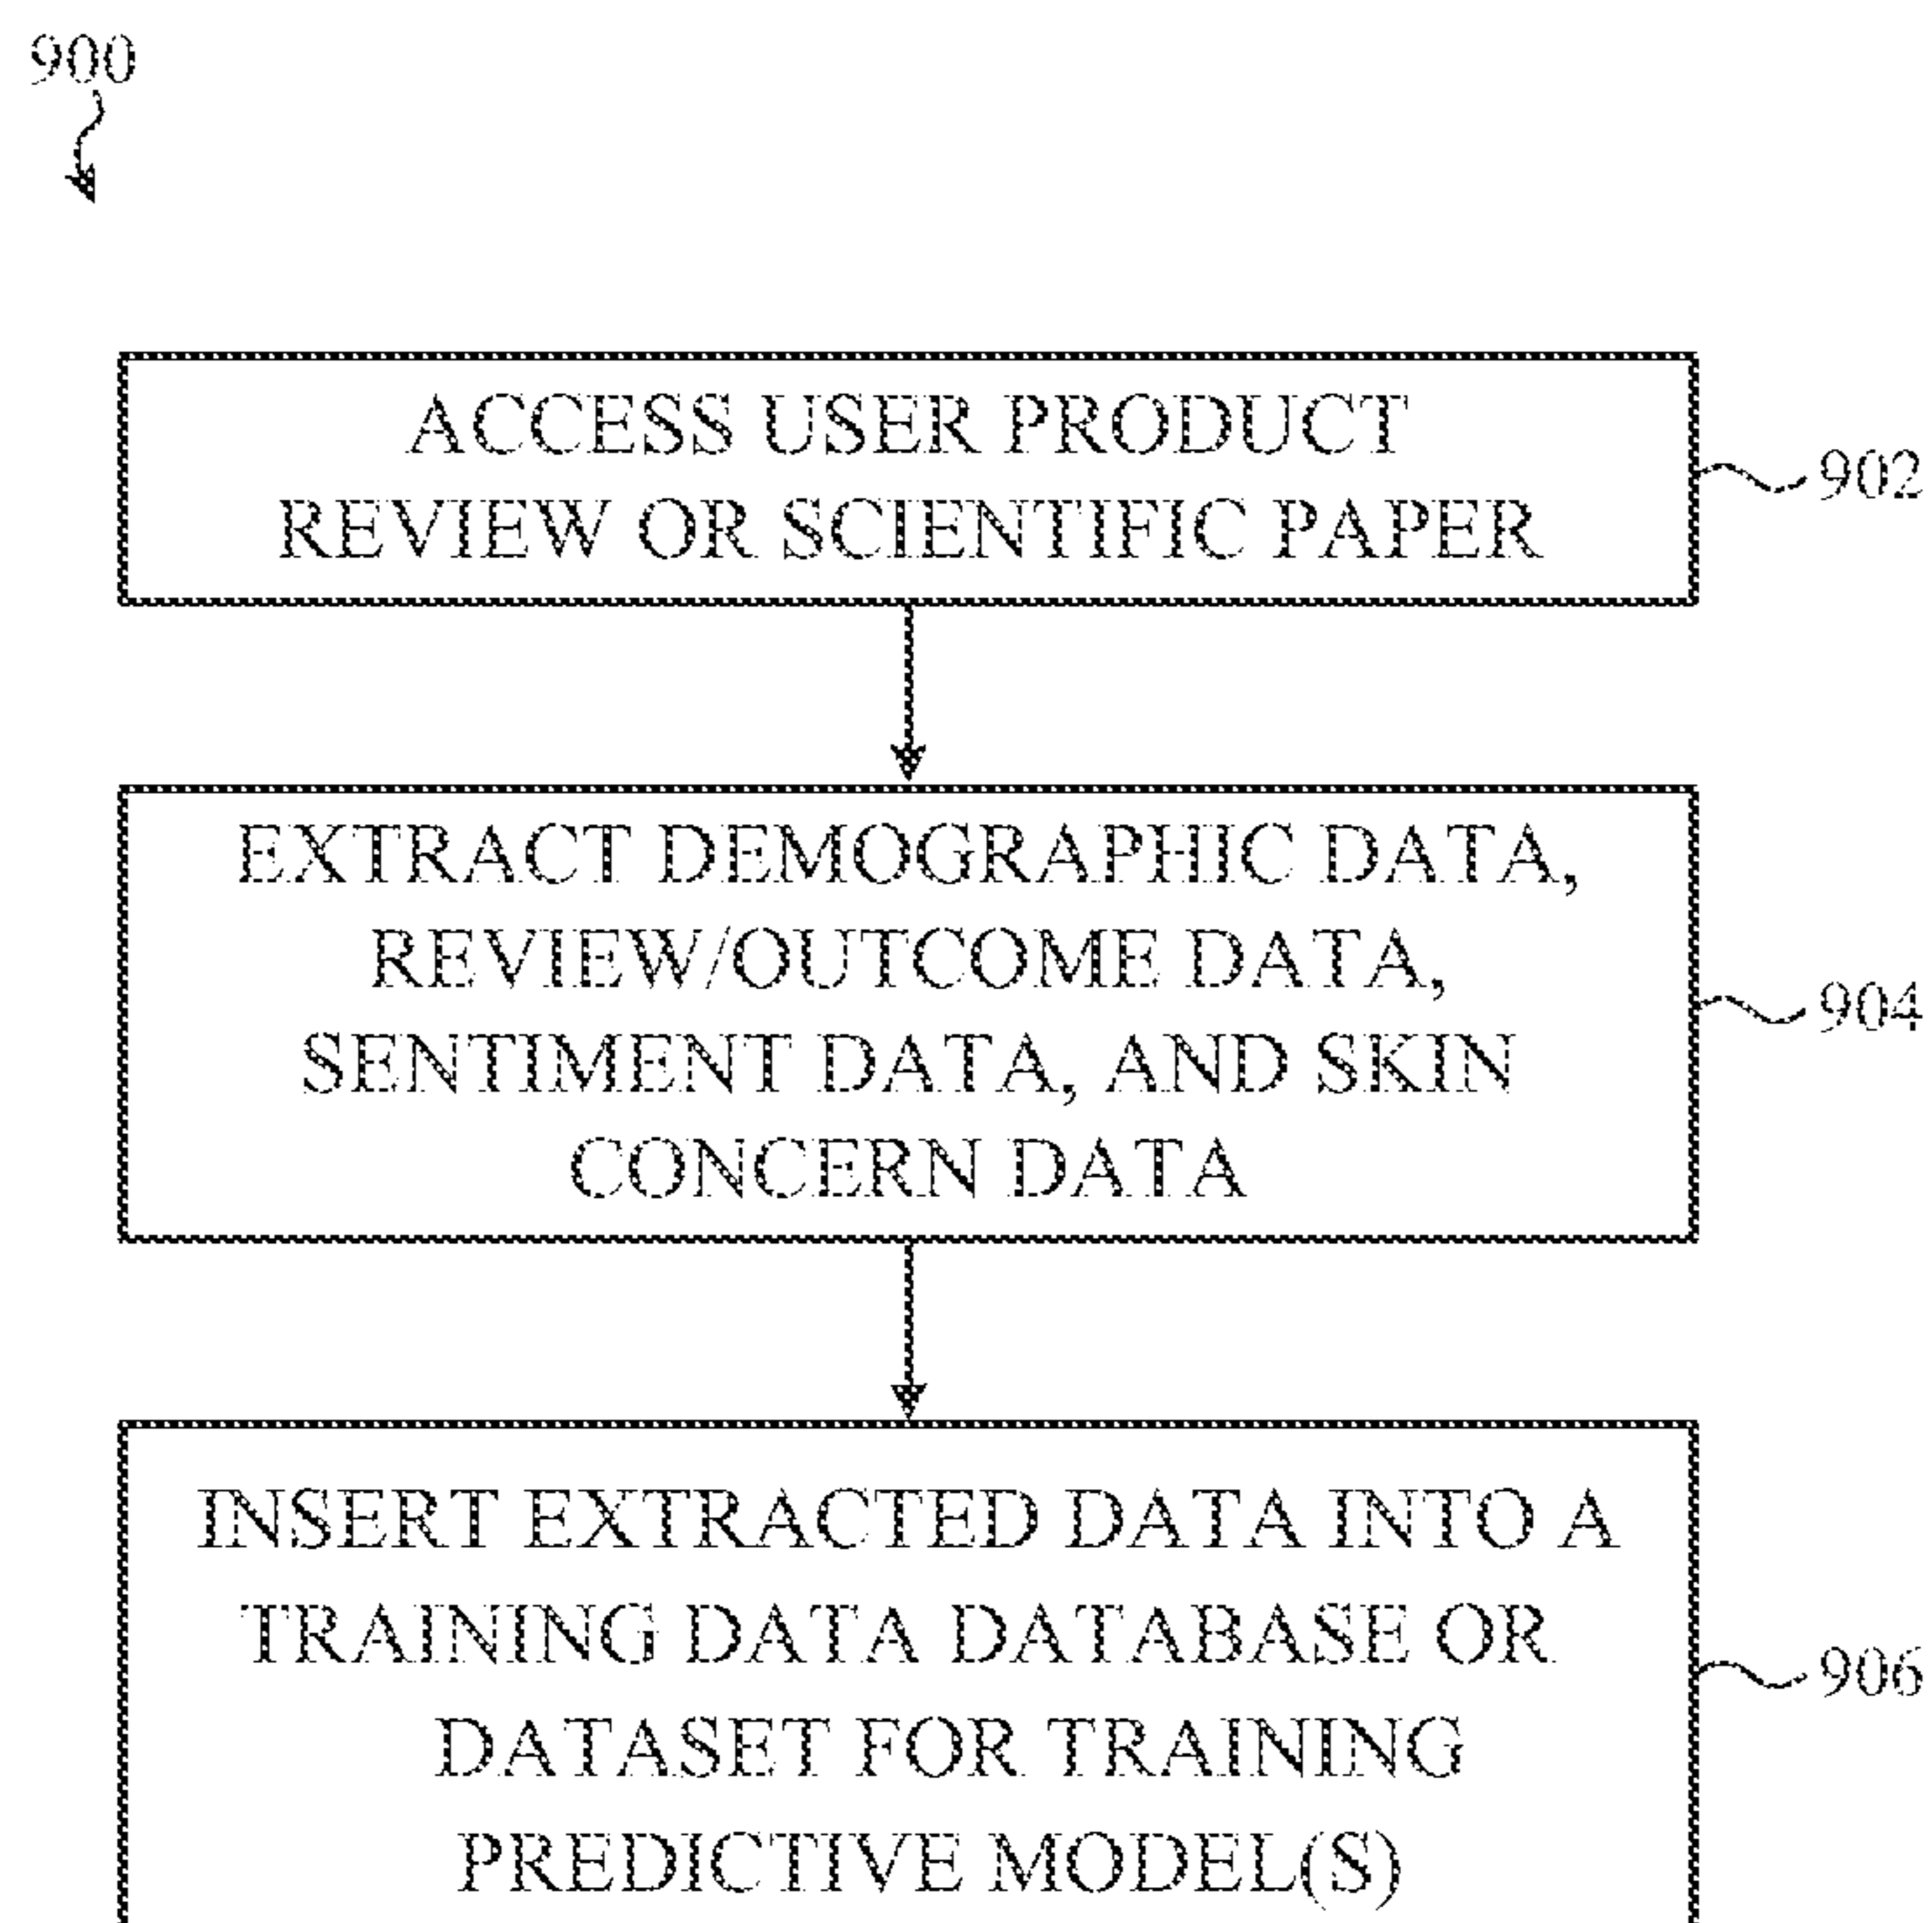 900
ACCESS USER PRODUCT
REVIEW OR SCIENTIFIC PAPER
902
EXTRACT DEMOGRAPHIC DATA,
REVIEW/OUTCOME DATA,
SENTIMENT DATA, AND SKIN
CONCERN DATA
904
INSERT EXTRACTED DATA INTO A
TRAINING DATA DATABASE OR
DATASET FOR TRAINING
PREDICTIVE MODEL(S)
906